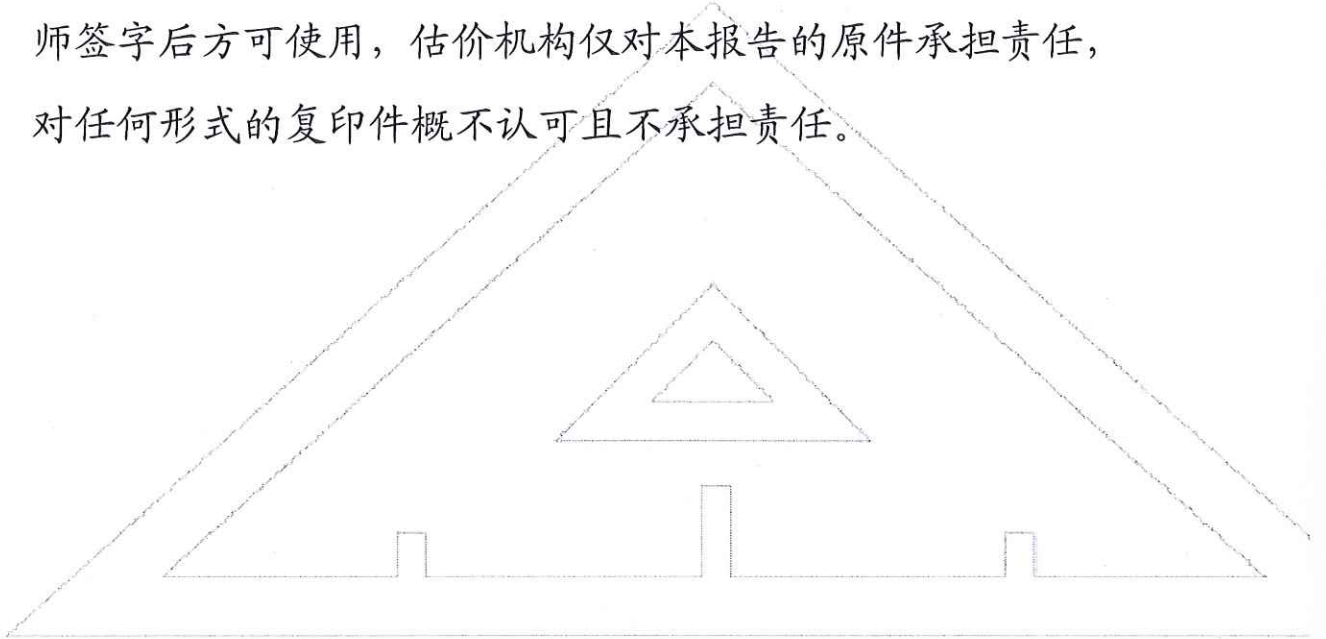 师签字后方可使用，估价机构仅对本报告的原件承担责任，
对任何形式的复印件概不认可且不承担责任。